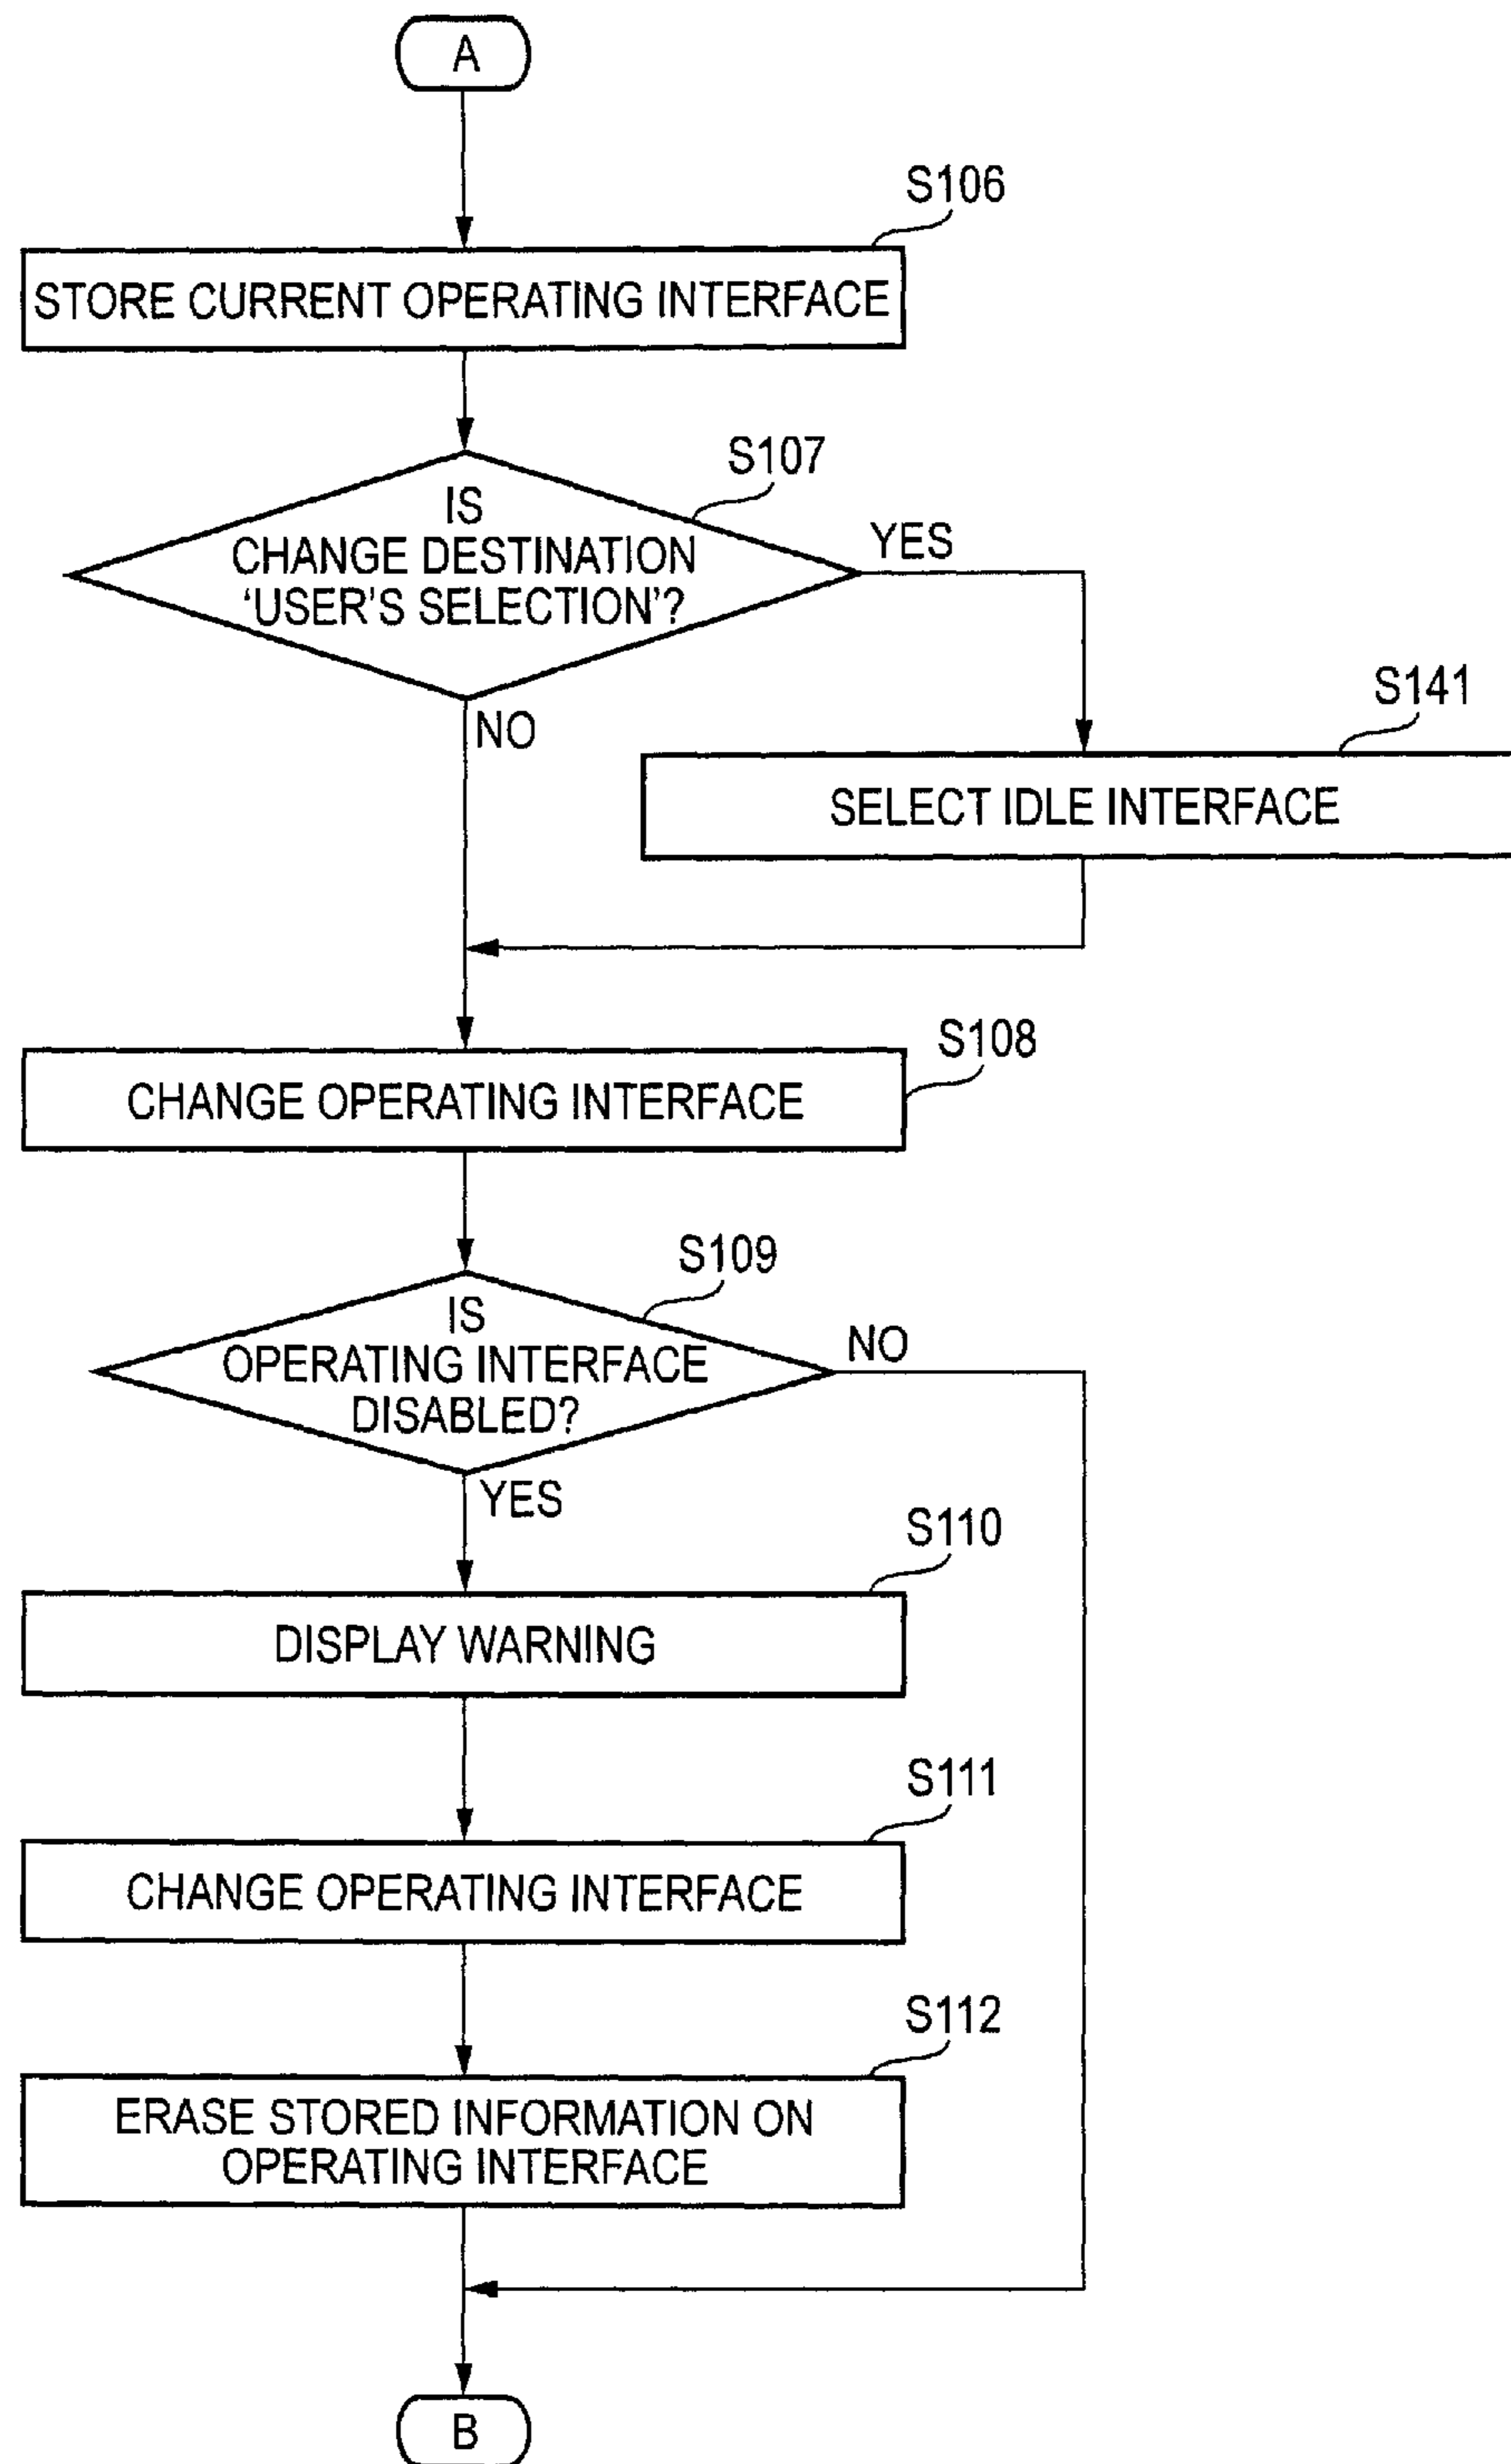 A
S106
STORE CURRENT OPERATING INTERFACE
S107
IS
CHANGE DESTINATION
‘USER'S SELECTION’?
YES
NO
S141
SELECT IDLE INTERFACE
S108
CHANGE OPERATING INTERFACE
S109
IS
OPERATING INTERFACE
DISABLED?
NO
YES
S110
DISPLAY WARNING
S111
CHANGE OPERATING INTERFACE
S112
ERASE STORED INFORMATION ON
OPERATING INTERFACE
B